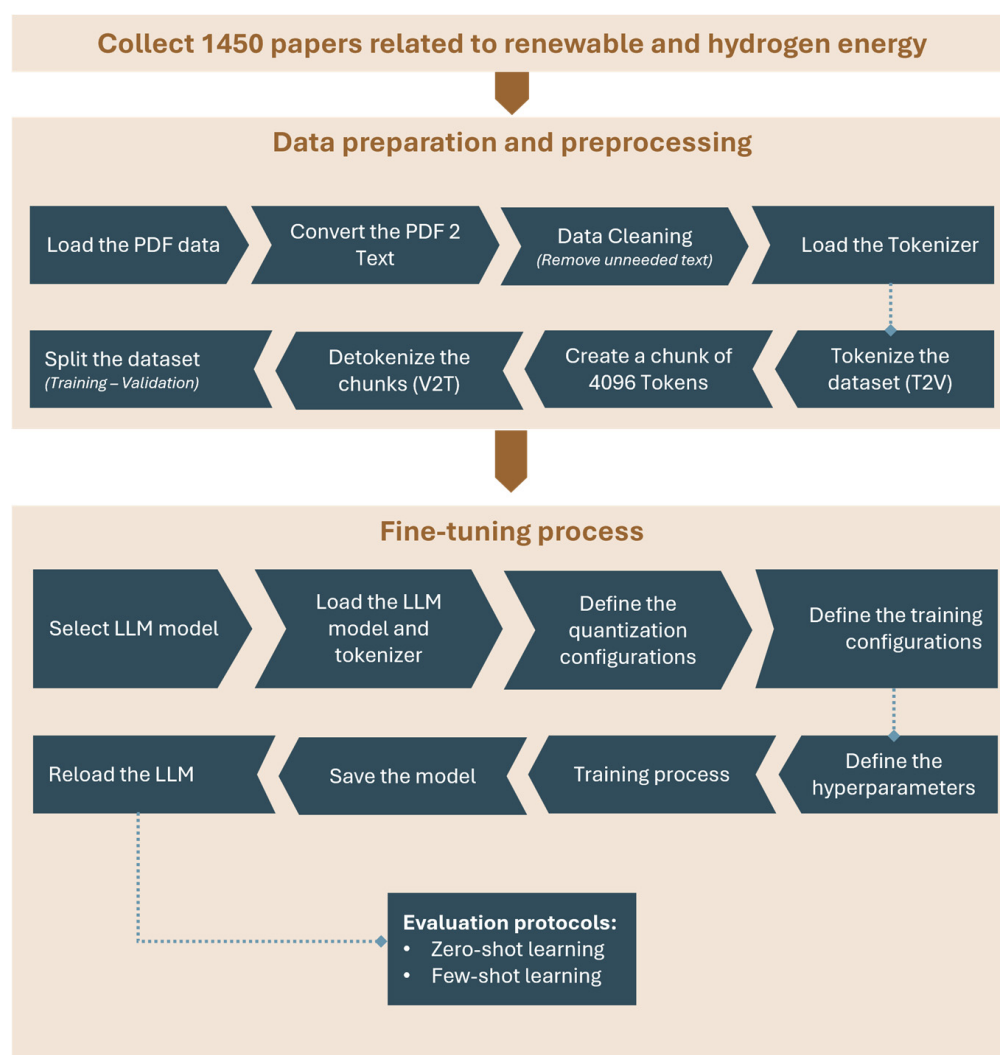 Collect 1450 papers related to renewable and hydrogen energy
Data preparation and preprocessing
Load the PDF data
Convert the PDF 2
Text
Data Cleaning
(Remove unneeded text)
Load the Tokenizer
Tokenize the
dataset (T2V)
Create a chunk of
4096 Tokens
Detokenize the
chunks (V2T)
Split the dataset
(Training – Validation)
Fine-tuning process
Select LLM model
Load the LLM
model and
tokenizer
Define the
quantization
configurations
Define the training
configurations
Define the
hyperparameters
Training process
Save the model
Reload the LLM
Evaluation protocols:
• Zero-shot learning
• Few-shot learning